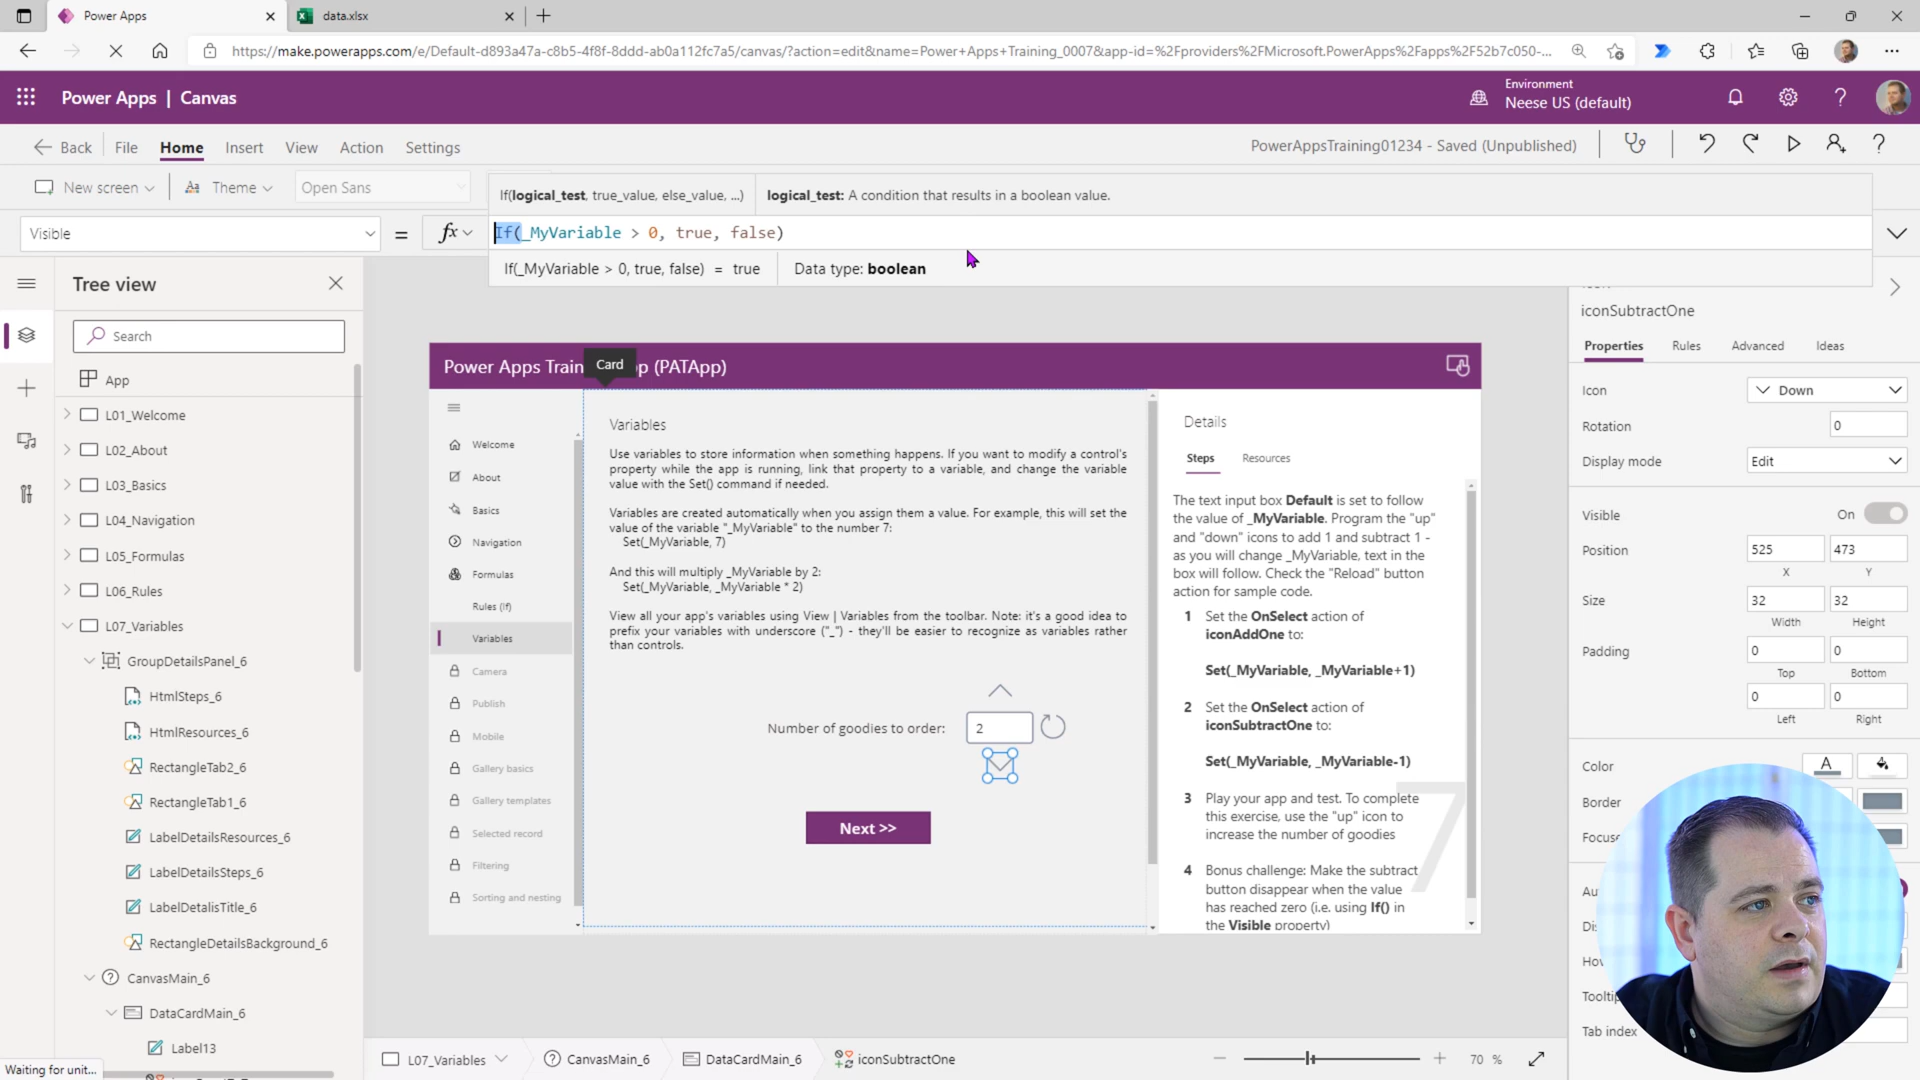 Power Apps
data.xlsx
https://make.powerapps.com/e/Default-d893a47a-c8b5-4f8f-8ddd-ab0a112fc7a5/canvas/?action=edit&name=Power+Apps+Training_0007&app-id=%2Fproviders%2FMicrosoft.PowerApps%2Fapps%2F52b7c050-...
Power Apps | Canvas
Environment
Neese US (default)
Back
File
Home
Insert
View
Action
Settings
PowerAppsTraining01234 - Saved (Unpublished)
New screen
Theme
Open Sans
If(logical_test, true_value, else_value, ...)
logical_test: A condition that results in a boolean value.
Visible
=
fx
If(_MyVariable > 0, true, false)
If(_MyVariable > 0, true, false) = true
Data type: boolean
Tree view
Search
App
L01_Welcome
L02_About
L03_Basics
L04_Navigation
L05_Formulas
L06_Rules
L07_Variables
GroupDetailsPanel_6
HtmlSteps_6
HtmlResources_6
RectangleTab2_6
RectangleTab1_6
LabelDetailsResources_6
LabelDetailsSteps_6
LabelDetalisTitle_6
RectangleDetailsBackground_6
CanvasMain_6
DataCardMain_6
Label13
Waiting for unit...
Card
Power Apps Train
p (PATApp)
Welcome
About
Basics
Navigation
Formulas
Rules (If)
Variables
Camera
Publish
Mobile
Gallery basics
Gallery templates
Selected record
Filtering
Sorting and nesting
Variables
Use variables to store information when something happens. If you want to modify a control's
property while the app is running, link that property to a variable, and change the variable
value with the Set() command if needed.
Variables are created automatically when you assign them a value. For example, this will set the
value of the variable "_MyVariable" to the number 7:
Set(_MyVariable, 7)
And this will multiply _MyVariable by 2:
Set(_MyVariable, _MyVariable * 2)
View all your app's variables using View | Variables from the toolbar. Note: it's a good idea to
prefix your variables with underscore ("_") - they'll be easier to recognize as variables rather
than controls.
Number of goodies to order:
2
Next >>
Details
Steps
Resources
The text input box Default is set to follow
the value of _MyVariable. Program the "up"
and "down" icons to add 1 and subtract 1 -
as you will change _MyVariable, text in the
box will follow. Check the "Reload" button
action for sample code.
1 Set the OnSelect action of
iconAddOne to:
Set(_MyVariable, _MyVariable+1)
2 Set the OnSelect action of
iconSubtractOne to:
Set(_MyVariable, _MyVariable-1)
3 Play your app and test. To complete
this exercise, use the "up" icon to
increase the number of goodies
4 Bonus challenge: Make the subtract
button disappear when the value
has reached zero (i.e. using If() in
the Visible property)
7
iconSubtractOne
Properties
Rules
Advanced
Ideas
Icon
Down
Rotation
0
Display mode
Edit
Visible
On
Position
525
473
X
Y
Size
32
32
Width
Height
Padding
0
0
Top
Bottom
0
0
Left
Right
Color
A
Border
Focus
Au
Dis
Hov
Tooltip
Tab index
L07_Variables
CanvasMain_6
DataCardMain_6
iconSubtractOne
70 %